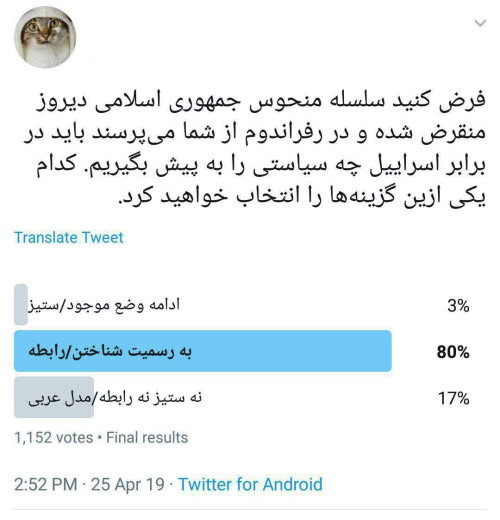 فرض کنید سلسله منحوس جمهوری اسلامی دیروز
منقرض شده و در رفراندوم از شما می‌پرسند باید در
برابر اسراییل چه سیاستی را به پیش بگیریم. کدام
یکی ازین گزینه‌ها را انتخاب خواهید کرد.
Translate Tweet
ادامه وضع موجود/ستیز 3%
به رسمیت شناختن/رابطه 80%
نه ستیز نه رابطه/مدل عربی 17%
1,152 votes • Final results
2:52 PM · 25 Apr 19 · Twitter for Android